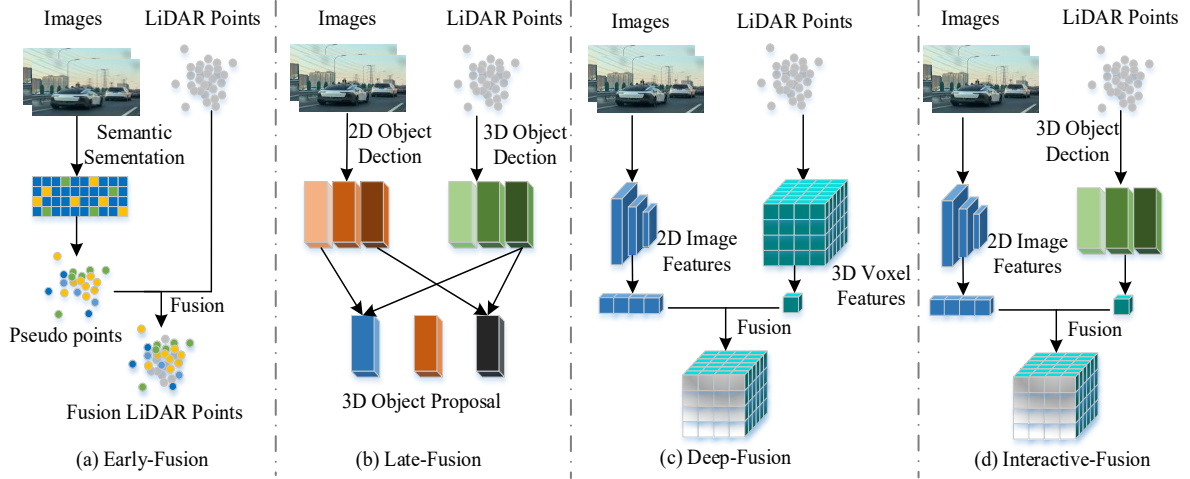 Images
LiDAR Points
Semantic
Sementation
Pseudo points
Fusion
Fusion LiDAR Points
(a) Early-Fusion
Images
LiDAR Points
2D Object
Dection
3D Object
Dection
3D Object Proposal
(b) Late-Fusion
Images
LiDAR Points
2D Image
Features
3D Voxel
Features
Fusion
(c) Deep-Fusion
Images
LiDAR Points
3D Object
Dection
2D Image
Features
Fusion
(d) Interactive-Fusion